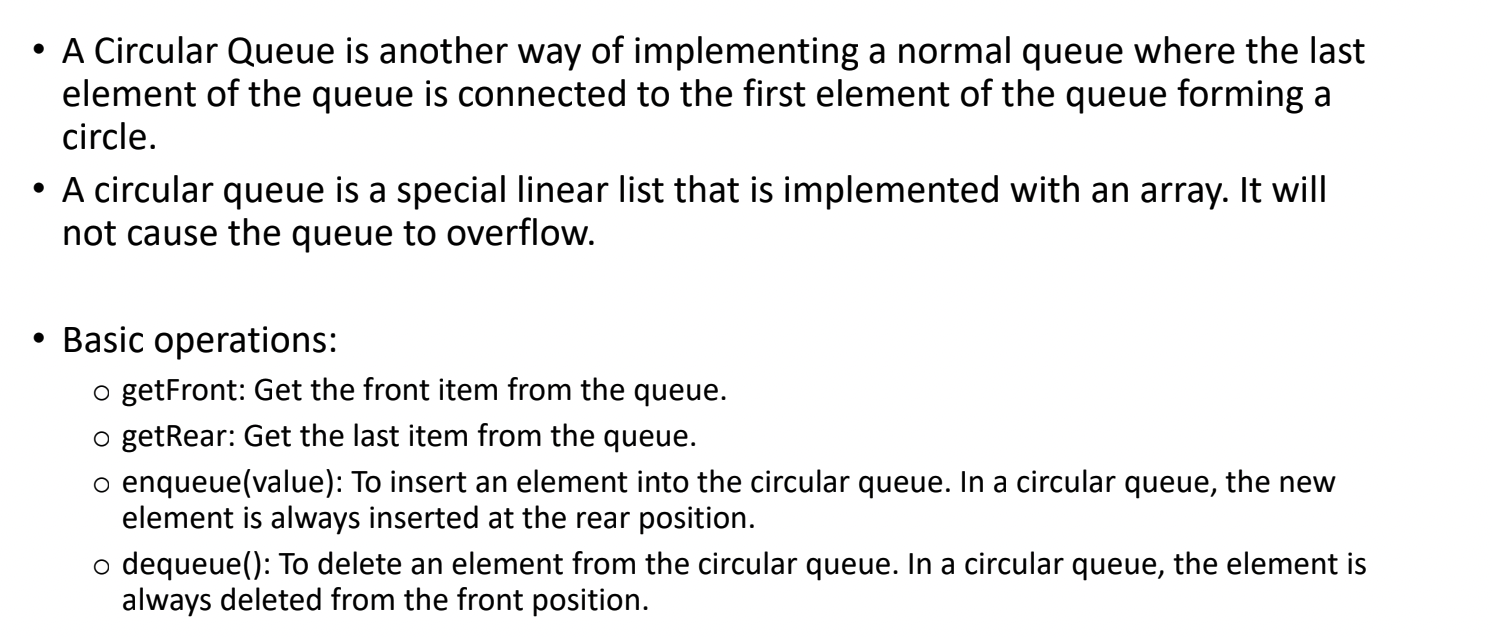 • A Circular Queue is another way of implementing a normal queue where the last
element of the queue is connected to the first element of the queue forming a
circle.
• A circular queue is a special linear list that is implemented with an array. It will
not cause the queue to overflow.
• Basic operations:
○ getFront: Get the front item from the queue.
○ getRear: Get the last item from the queue.
○ enqueue(value): To insert an element into the circular queue. In a circular queue, the new
element is always inserted at the rear position.
○ dequeue(): To delete an element from the circular queue. In a circular queue, the element is
always deleted from the front position.